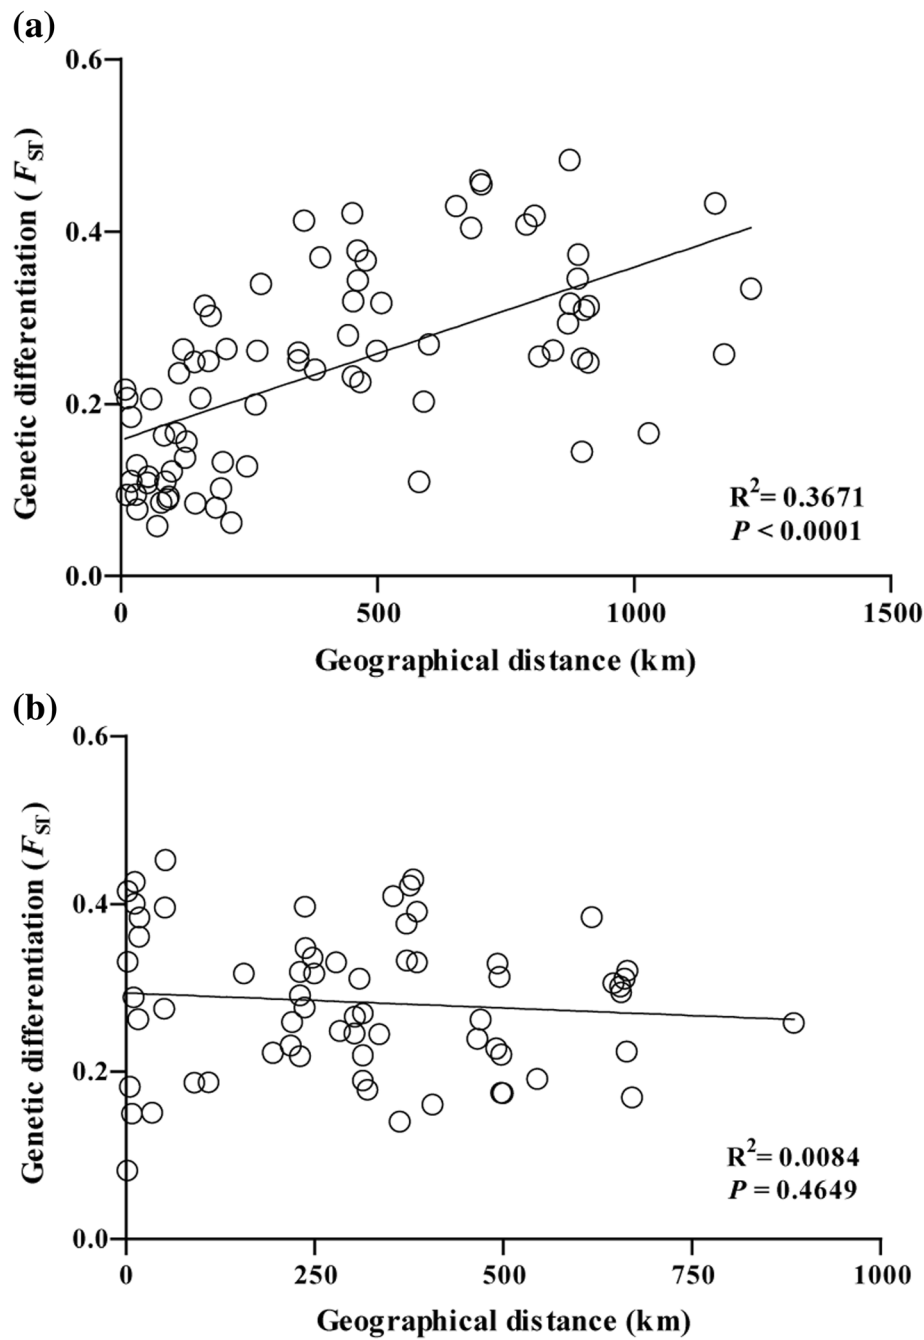 (a)
Genetic differentiation ( F_ST)
0.6
0.4
0.2
0.0
0 500 1000 1500
R²= 0.3671
P < 0.0001
Geographical distance (km)
(b)
Genetic differentiation ( F_ST)
0.6
0.4
0.2
0.0
0 250 500 750 1000
R²= 0.0084
P = 0.4649
Geographical distance (km)